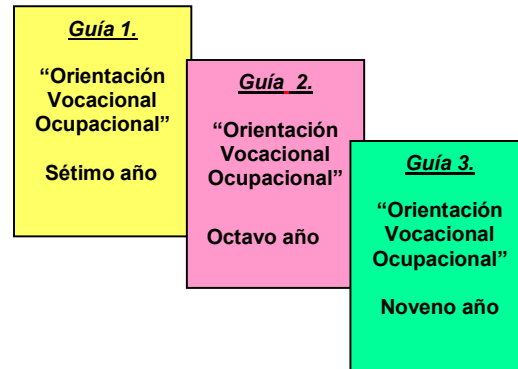 Guía 1.
“Orientación
Vocacional
Ocupacional”
Sétimo año
Guía 2.
“Orientación
Vocacional
Ocupacional”
Octavo año
Guía 3.
“Orientación
Vocacional
Ocupacional”
Noveno año